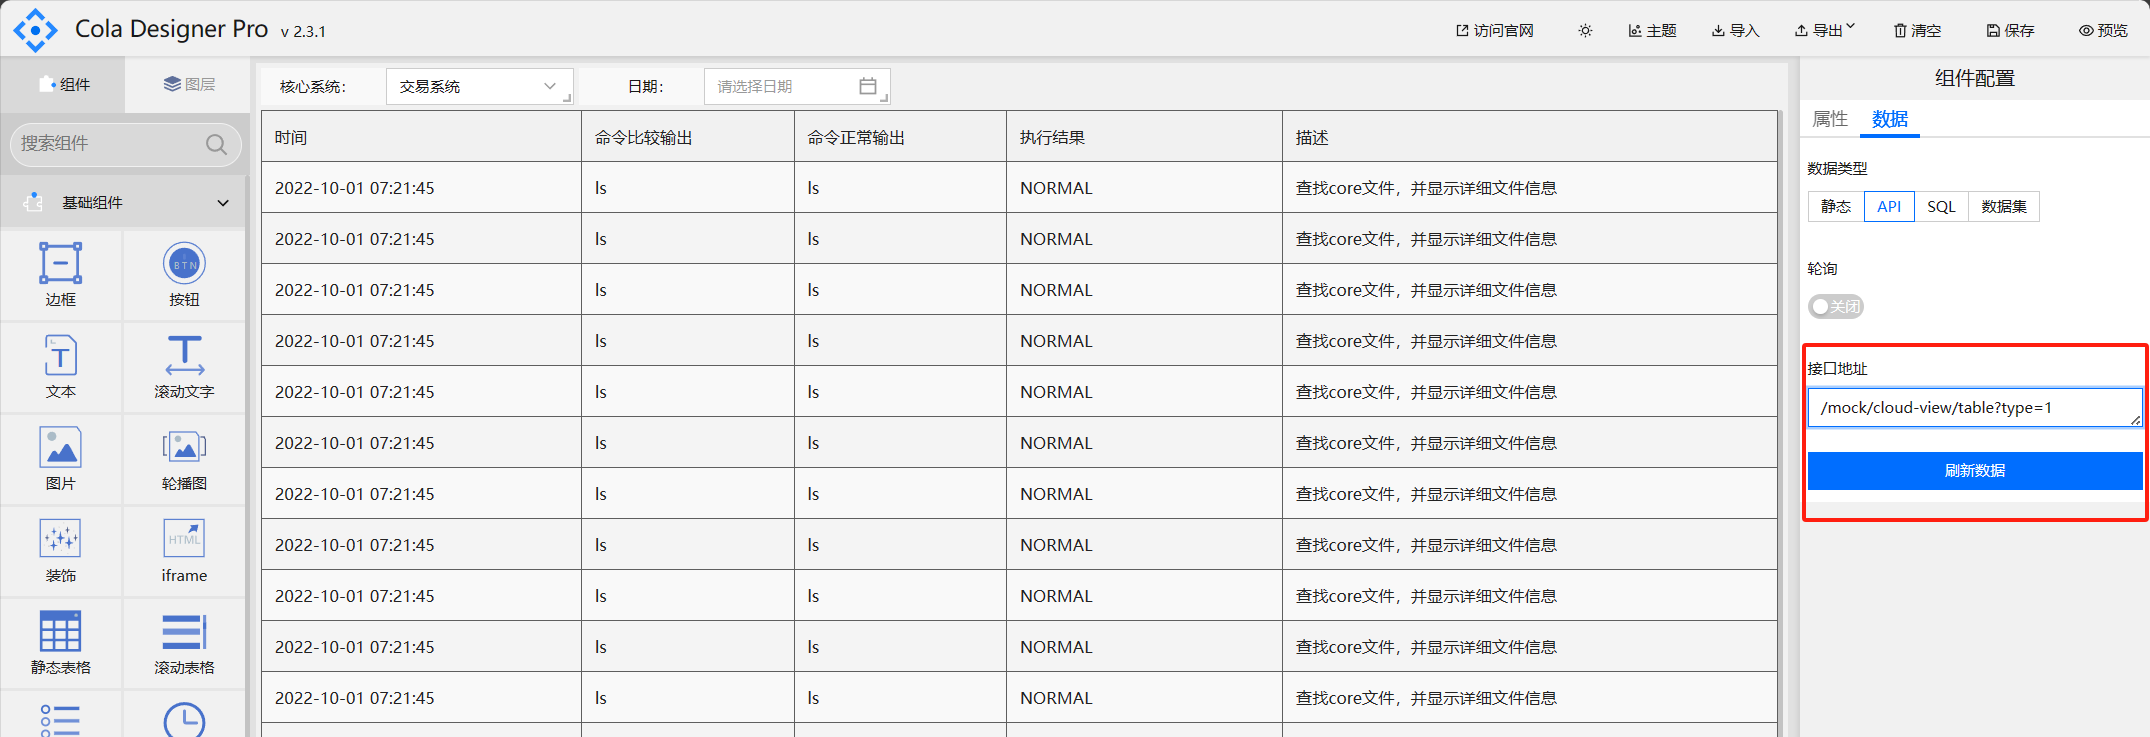 Cola Designer Pro v 2.3.1
访问官网 主题 导入 导出 清空 保存 预览
组件 图层
搜索组件
基础组件
边框 按钮
BTN
文本 滚动文字
图片 轮播图
HTML
装饰 iframe
静态表格 滚动表格
核心系统： 交易系统 日期： 请选择日期
时间 命令比较输出 命令正常输出 执行结果 描述
2022-10-01 07:21:45 ls ls NORMAL 查找core文件，并显示详细文件信息
2022-10-01 07:21:45 ls ls NORMAL 查找core文件，并显示详细文件信息
2022-10-01 07:21:45 ls ls NORMAL 查找core文件，并显示详细文件信息
2022-10-01 07:21:45 ls ls NORMAL 查找core文件，并显示详细文件信息
2022-10-01 07:21:45 ls ls NORMAL 查找core文件，并显示详细文件信息
2022-10-01 07:21:45 ls ls NORMAL 查找core文件，并显示详细文件信息
2022-10-01 07:21:45 ls ls NORMAL 查找core文件，并显示详细文件信息
2022-10-01 07:21:45 ls ls NORMAL 查找core文件，并显示详细文件信息
2022-10-01 07:21:45 ls ls NORMAL 查找core文件，并显示详细文件信息
2022-10-01 07:21:45 ls ls NORMAL 查找core文件，并显示详细文件信息
2022-10-01 07:21:45 ls ls NORMAL 查找core文件，并显示详细文件信息
组件配置
属性 数据
数据类型
静态 API SQL 数据集
轮询
关闭
接口地址
/mock/cloud-view/table?type=1
刷新数据